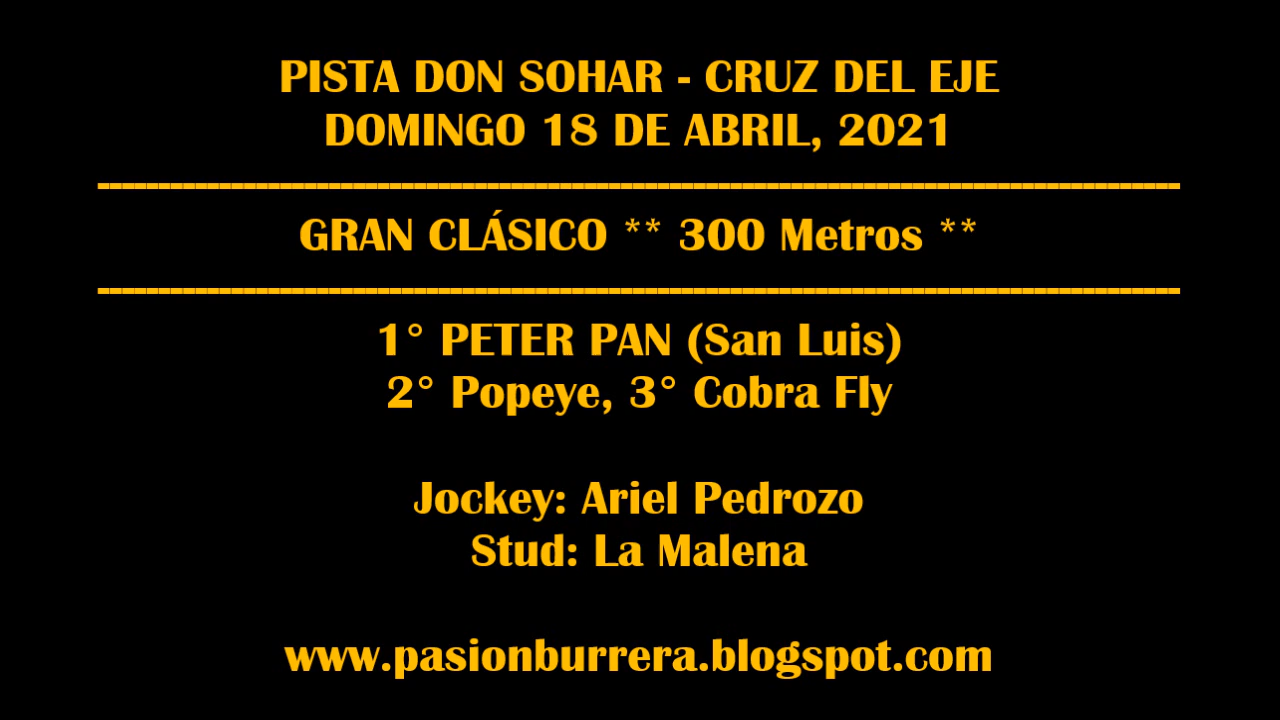 PISTA DON SOHAR - CRUZ DEL EJE
DOMINGO 18 DE ABRIL, 2021
------------------------------------------------------------------------------------------
GRAN CLÁSICO ** 300 Metros **
------------------------------------------------------------------------------------------
1° PETER PAN (San Luis)
2° Popeye, 3° Cobra Fly
Jockey: Ariel Pedrozo
Stud: La Malena
www.pasionburrera.blogspot.com